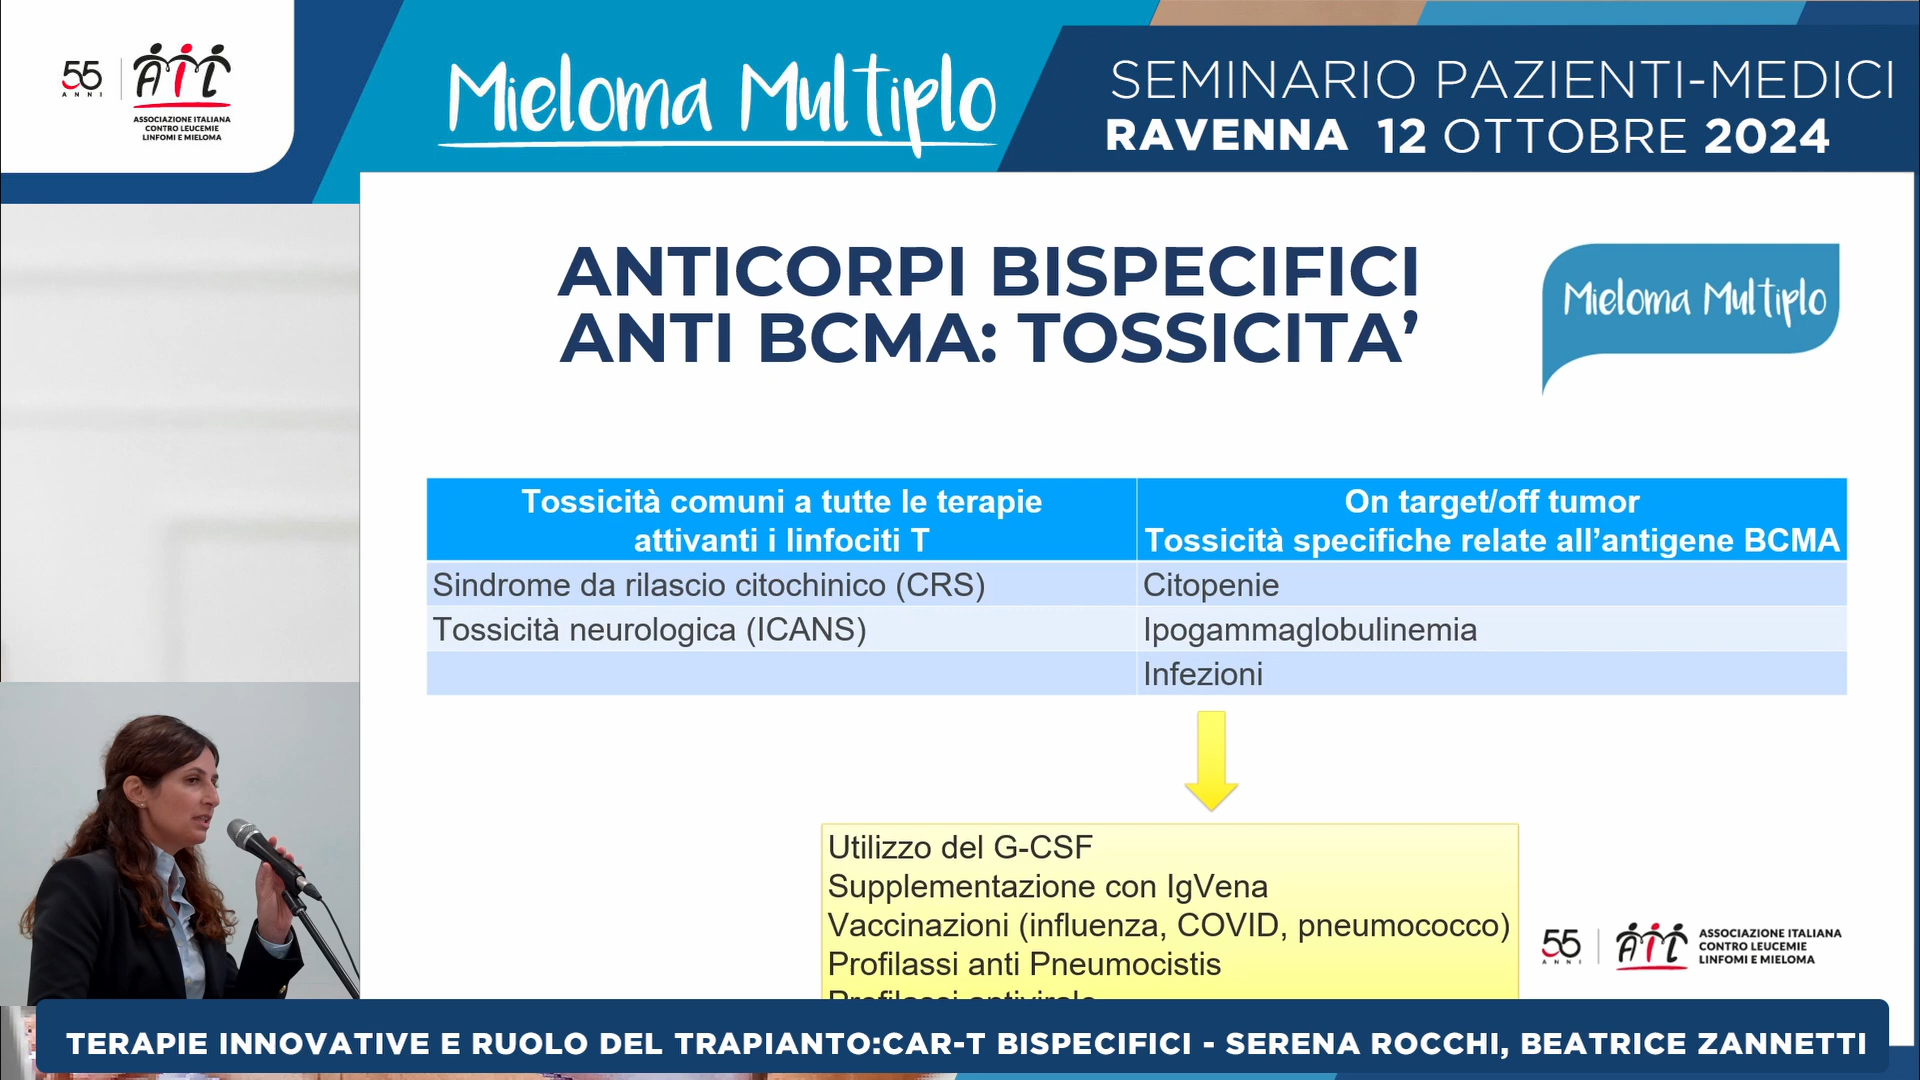 55
ANNI
AIL
ASSOCIAZIONE ITALIANA
CONTRO LEUCEMIE
LINFOMI E MIELOMA
Mieloma Multiplo
SEMINARIO PAZIENTI-MEDICI
RAVENNA 12 OTTOBRE 2024
ANTICORPI BISPECIFICI
ANTI BCMA: TOSSICITA’
Mieloma Multiplo
Tossicità comuni a tutte le terapie
attivanti i linfociti T
On target/off tumor
Tossicità specifiche relate all’antigene BCMA
Sindrome da rilascio citochinico (CRS)
Citopenie
Tossicità neurologica (ICANS)
Ipogammaglobulinemia
Infezioni
Utilizzo del G-CSF
Supplementazione con IgVena
Vaccinazioni (influenza, COVID, pneumococco)
Profilassi anti Pneumocistis
Profilassi antivirale
55
ANNI
AIL
ASSOCIAZIONE ITALIANA
CONTRO LEUCEMIE
LINFOMI E MIELOMA
TERAPIE INNOVATIVE E RUOLO DEL TRAPIANTO:CAR-T BISPECIFICI - SERENA ROCCHI, BEATRICE ZANNETTI